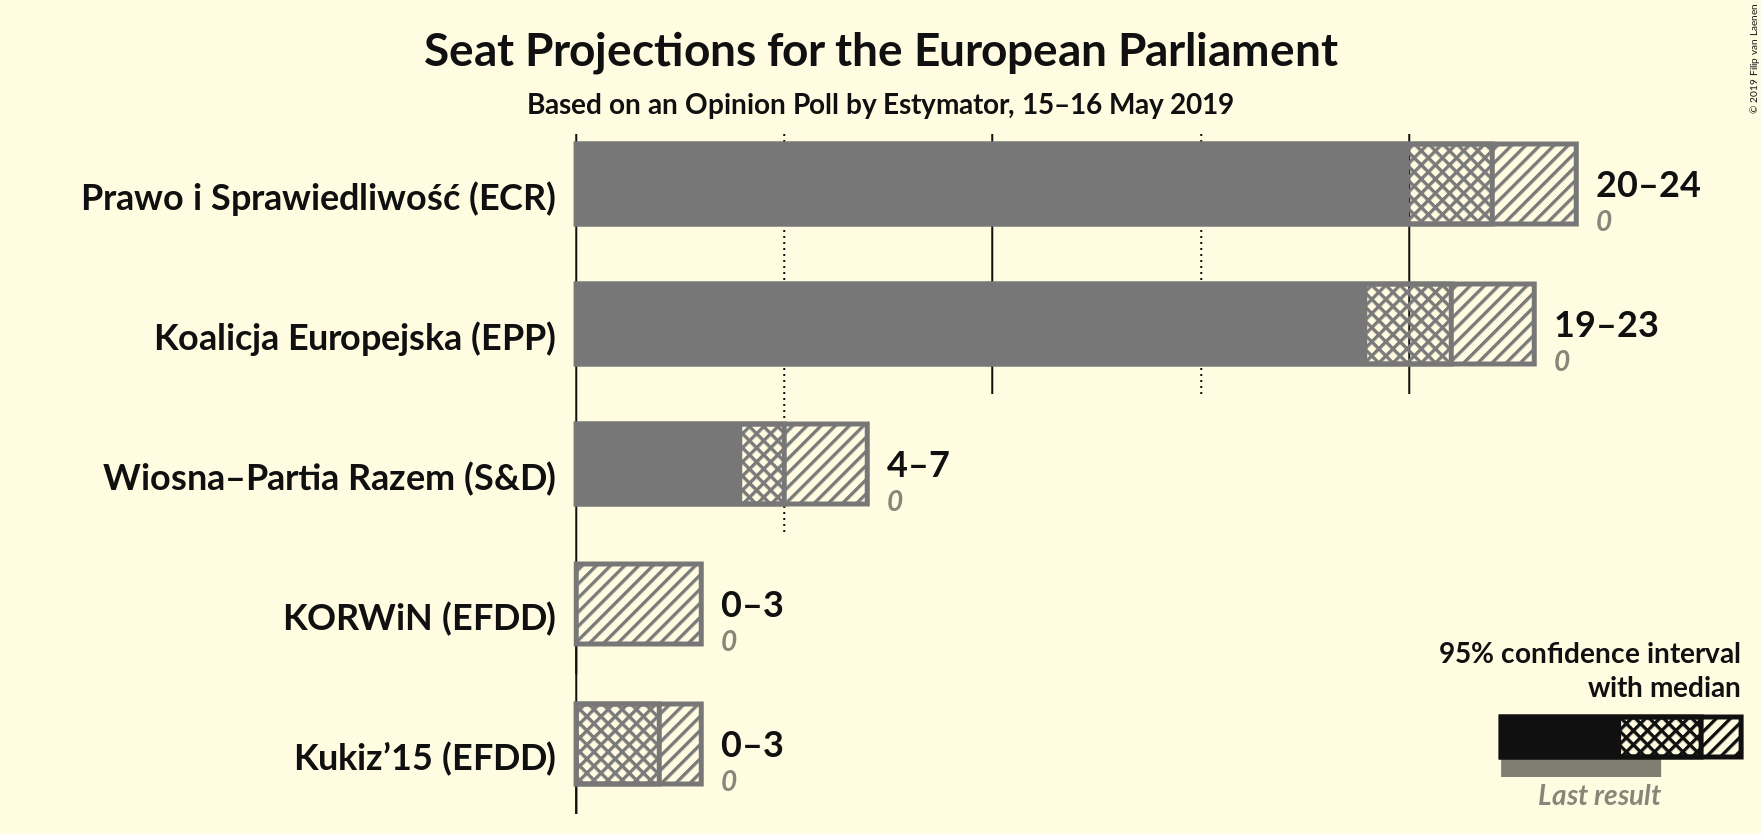 Seat Projections for the European Parliament
Based on an Opinion Poll by Estymator, 15–16 May 2019
© 2019 Filip van Laenen
Prawo i Sprawiedliwość (ECR)
20–24
0
Koalicja Europejska (EPP)
19–23
0
Wiosna–Partia Razem (S&D)
4–7
0
KORWiN (EFDD)
0–3
0
Kukiz’15 (EFDD)
0–3
0
95% confidence interval
with median
Last result